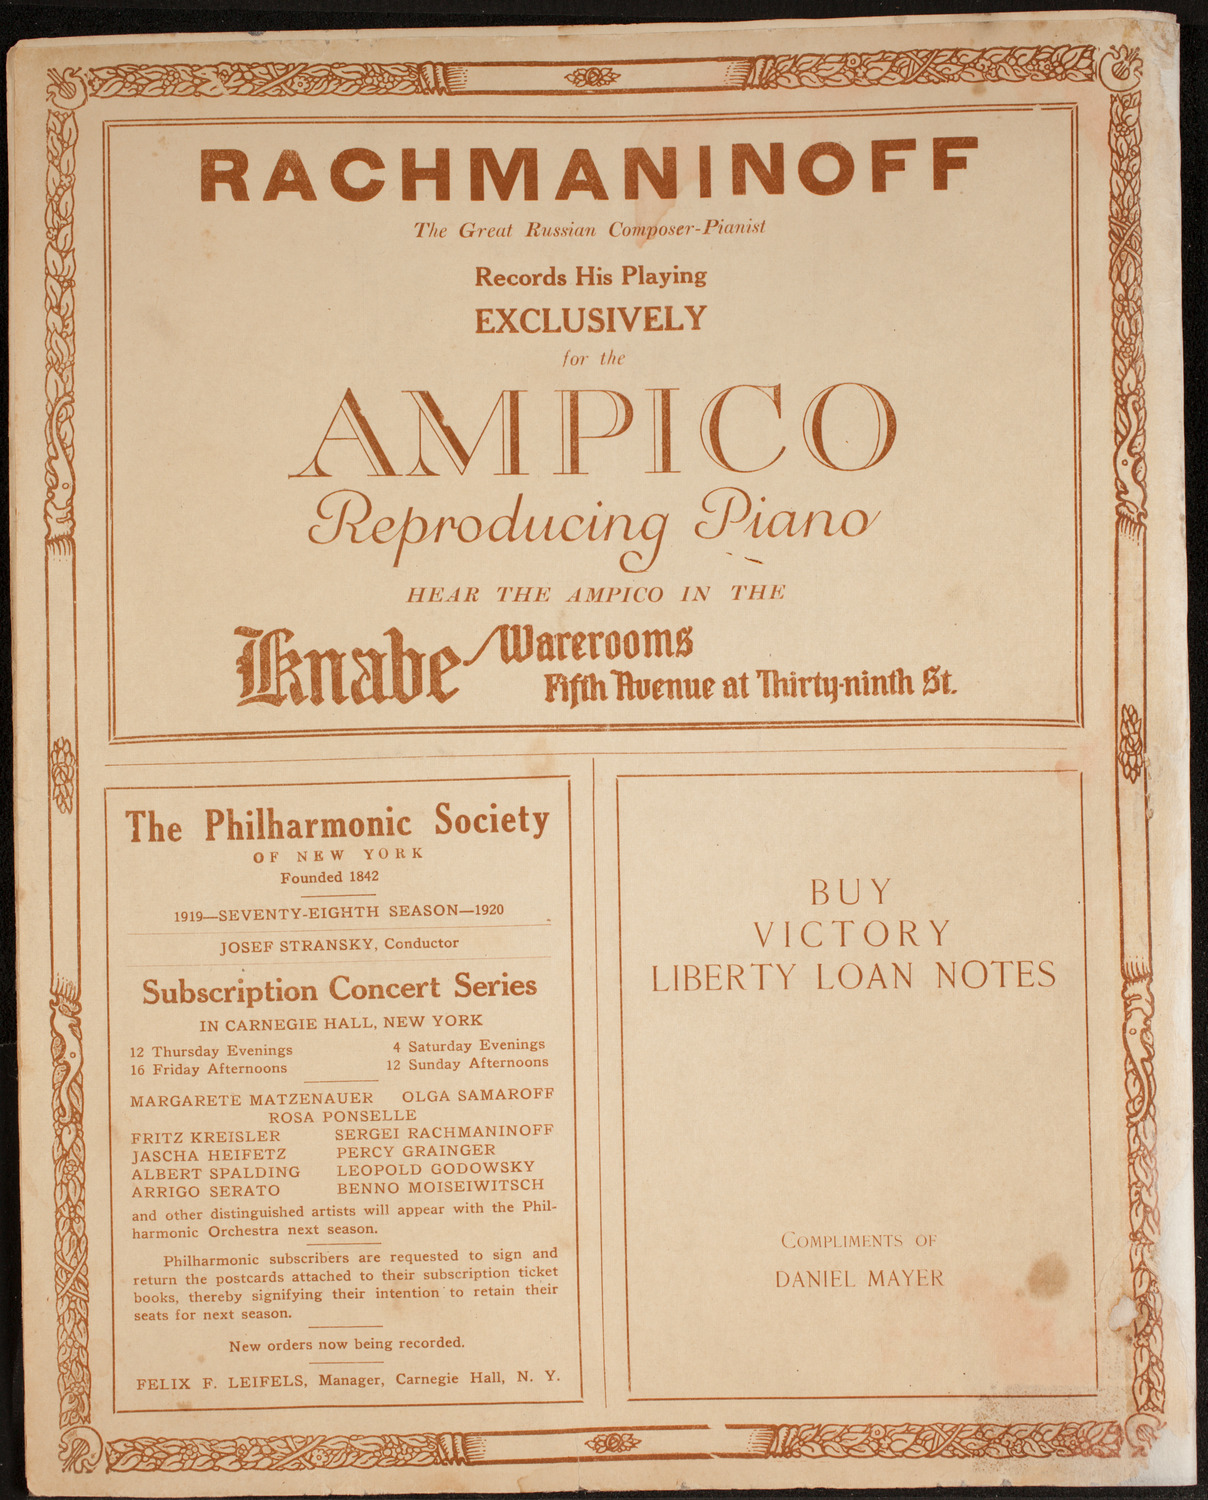 RACHMANINOFF
The Great Russian Composer-Pianist
Records His Playing
EXCLUSIVELY
for the
AMPICO
Reproducing Piano
HEAR THE AMPICO IN THE
Knabe Warerooms
Fifth Avenue at Thirty-ninth St.
The Philharmonic Society
OF NEW YORK
Founded 1842
1919—SEVENTY-EIGHTH SEASON—1920
JOSEF STRANSKY, Conductor
Subscription Concert Series
IN CARNEGIE HALL, NEW YORK
12 Thursday Evenings 4 Saturday Evenings
16 Friday Afternoons 12 Sunday Afternoons
MARGARETE MATZENAUER OLGA SAMAROFF
ROSA PONSELLE
FRITZ KREISLER SERGEI RACHMANINOFF
JASCHA HEIFETZ PERCY GRAINGER
ALBERT SPALDING LEOPOLD GODOWSKY
ARRIGO SERATO BENNO MOISEIWITSCH
and other distinguished artists will appear with the Phil-
harmonic Orchestra next season.
Philharmonic subscribers are requested to sign and
return the postcards attached to their subscription ticket
books, thereby signifying their intention to retain their
seats for next season.
New orders now being recorded.
FELIX F. LEIFELS, Manager, Carnegie Hall, N. Y.
BUY
VICTORY
LIBERTY LOAN NOTES
COMPLIMENTS OF
DANIEL MAYER